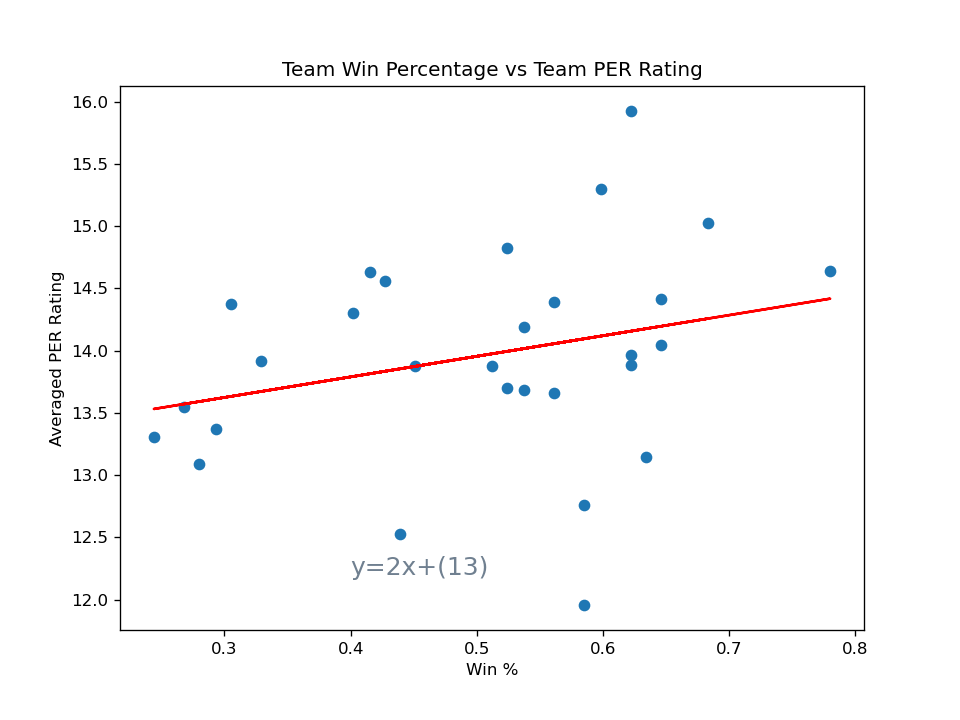 Team Win Percentage vs Team PER Rating
16.0
15.5
15.0
14.5
14.0
13.5
13.0
12.5
12.0
Averaged PER Rating
y=2x+(13)
0.3 0.4 0.5 0.6 0.7 0.8
Win %